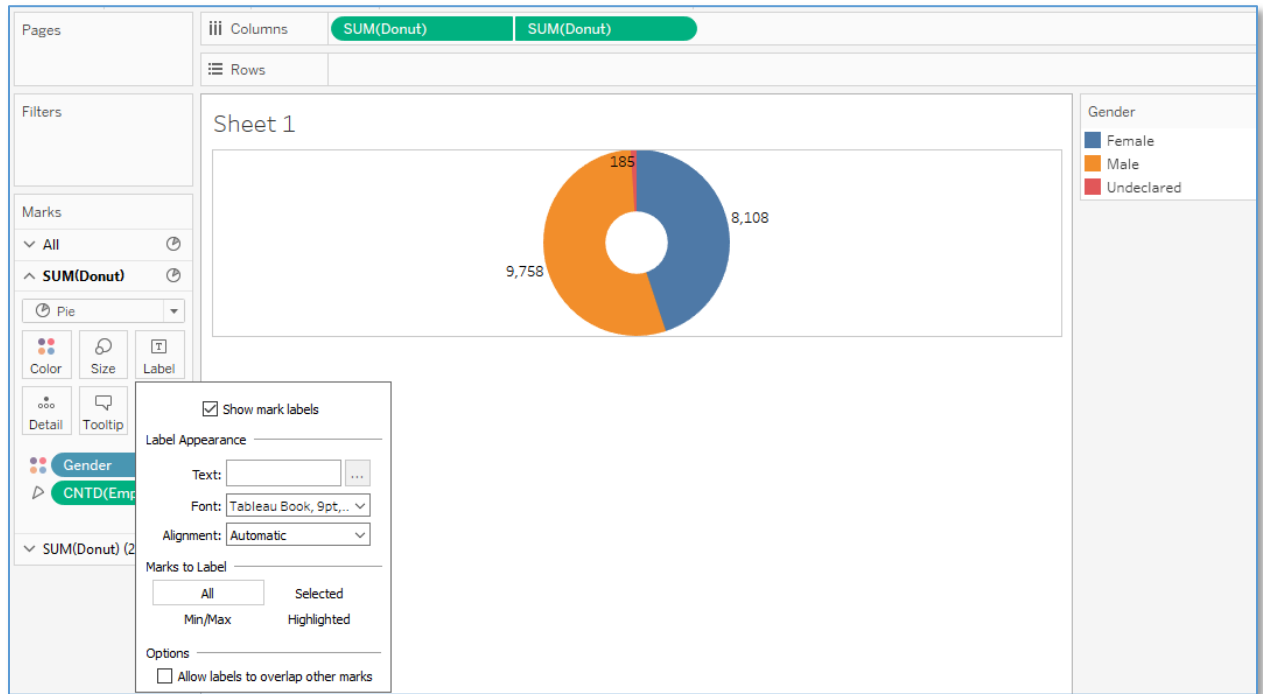 Pages
Columns
SUM(Donut)
SUM(Donut)
Rows
Filters
Marks
All
SUM(Donut)
Pie
Color
Size
Label
Detail
Tooltip
Gender
CNTD(Emp
SUM(Donut) (2
Show mark labels
Label Appearance
Text:
...
Font: Tableau Book, 9pt,..
Alignment: Automatic
Marks to Label
All
Selected
Min/Max
Highlighted
Options
Allow labels to overlap other marks
Sheet 1
185
8,108
9,758
Gender
Female
Male
Undeclared